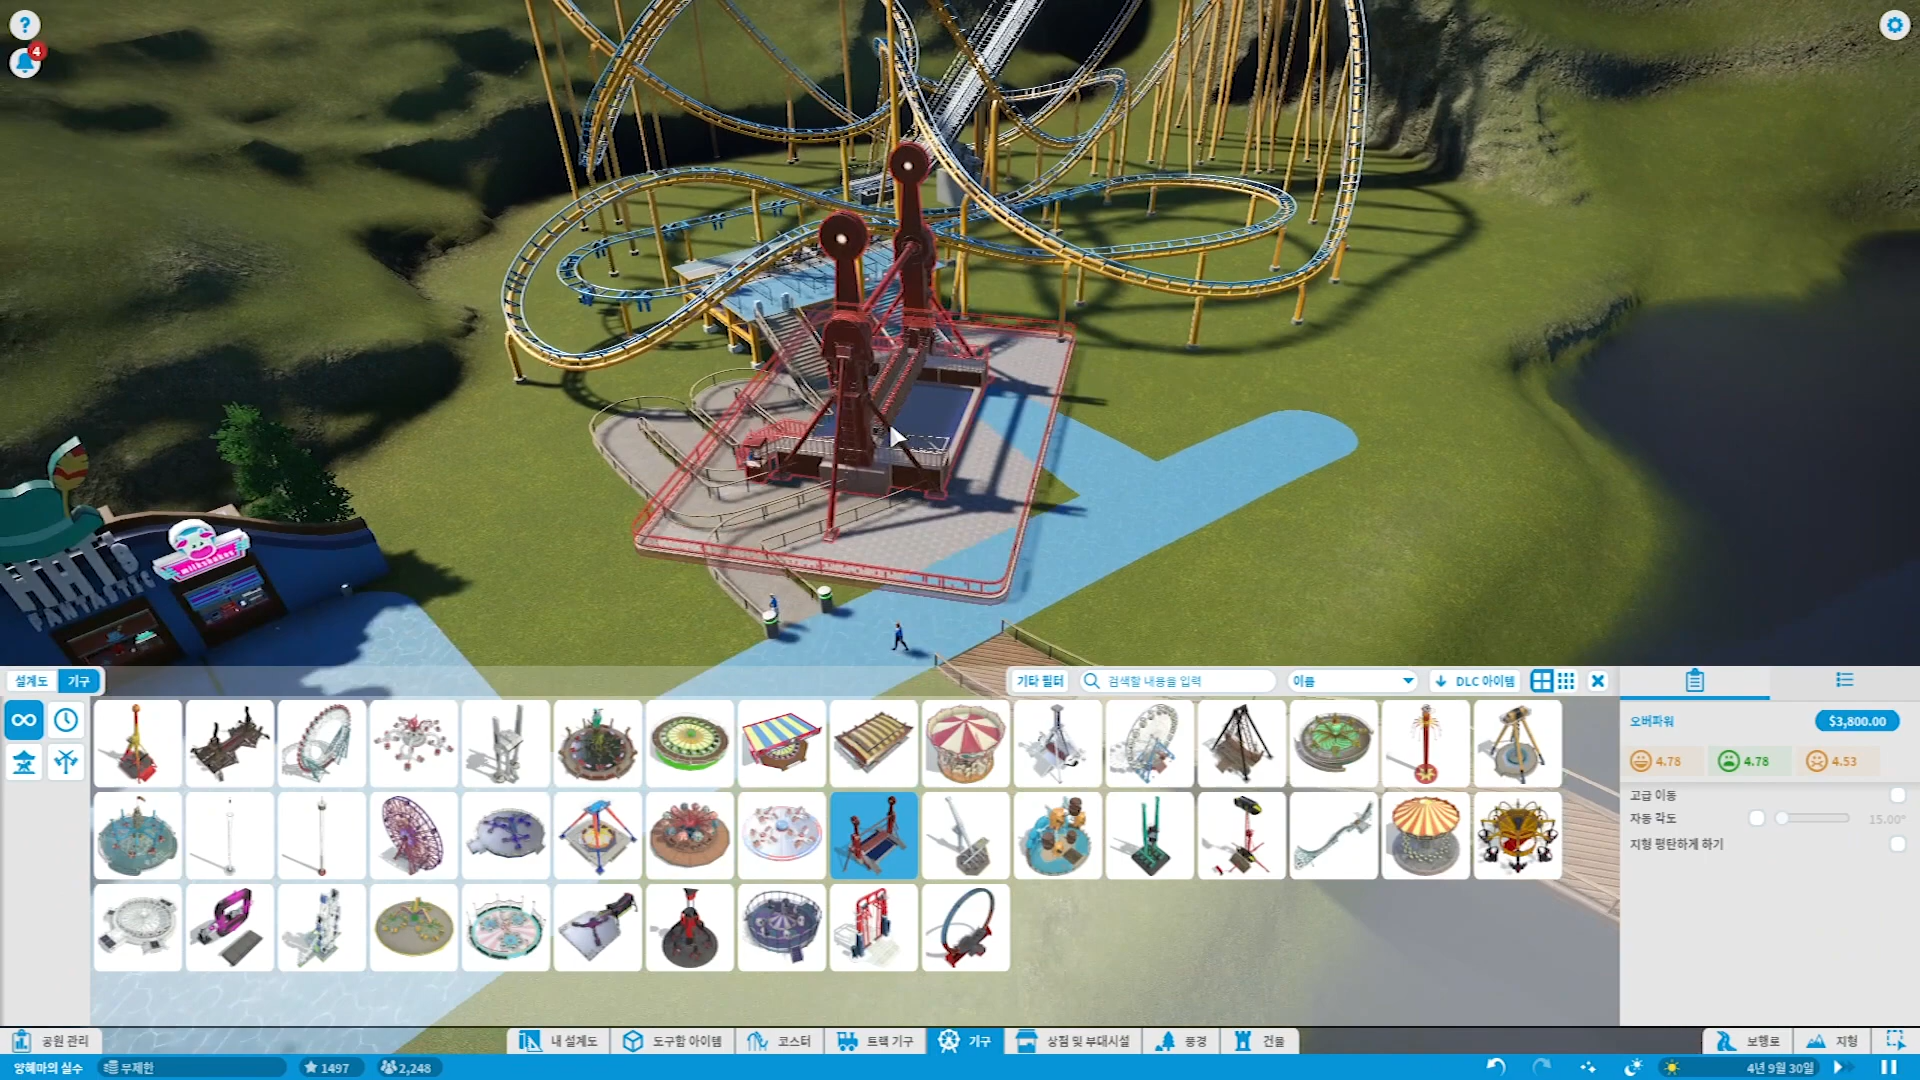 ?
4
HATS
milkshakes
설계도 기구
기타 필터 검색할 내용을 입력 이름 DLC 아이템
오버파워 $3,800.00
4.78 4.78 4.53
고급 이동
자동 각도 15.00°
지형 평탄하게 하기
공원 관리 내 설계도 도구함 아이템 코스터 트랙 기구 기구 상점 및 부대시설 풍경 건물 보행로 지형
양혜마의 실수 무제한 1497 2,248 4년 9월 30일